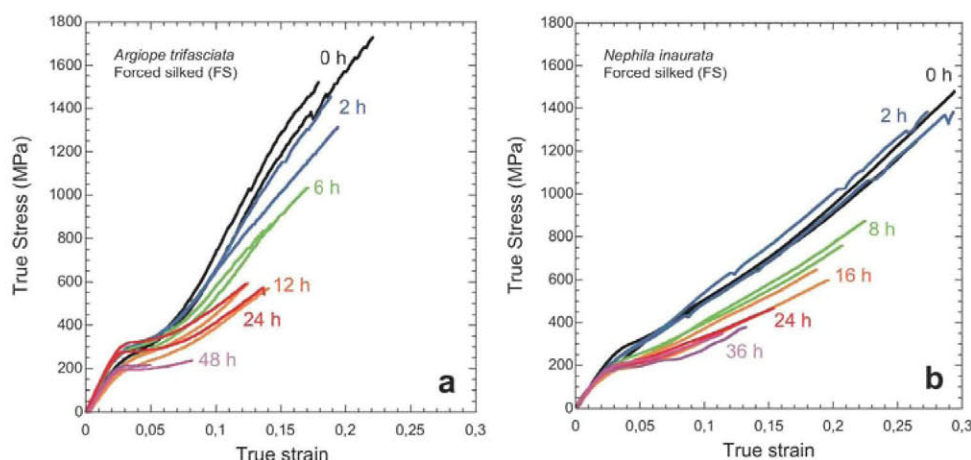 Argiope trifasciata
Forced silked (FS)
0 h
2 h
6 h
12 h
24 h
48 h
a
True Stress (MPa)
1800
1600
1400
1200
1000
800
600
400
200
0
0 0,05 0,1 0,15 0,2 0,25 0,3
True strain
Nephila inaurata
Forced silked (FS)
0 h
2 h
8 h
16 h
24 h
36 h
b
True Stress (MPa)
1800
1600
1400
1200
1000
800
600
400
200
0
0 0,05 0,1 0,15 0,2 0,25 0,3
True strain